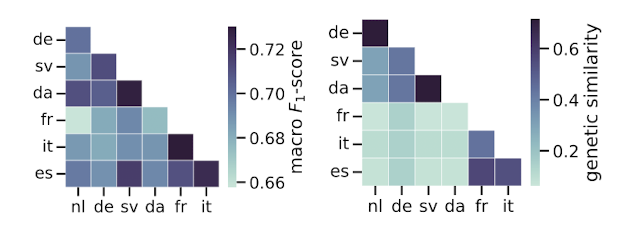 de
sv
da
fr
it
es
nl de sv da fr it
0.72
0.70
0.68
0.66
macro F₁-score
de
sv
da
fr
it
es
nl de sv da fr it
0.6
0.4
0.2
genetic similarity